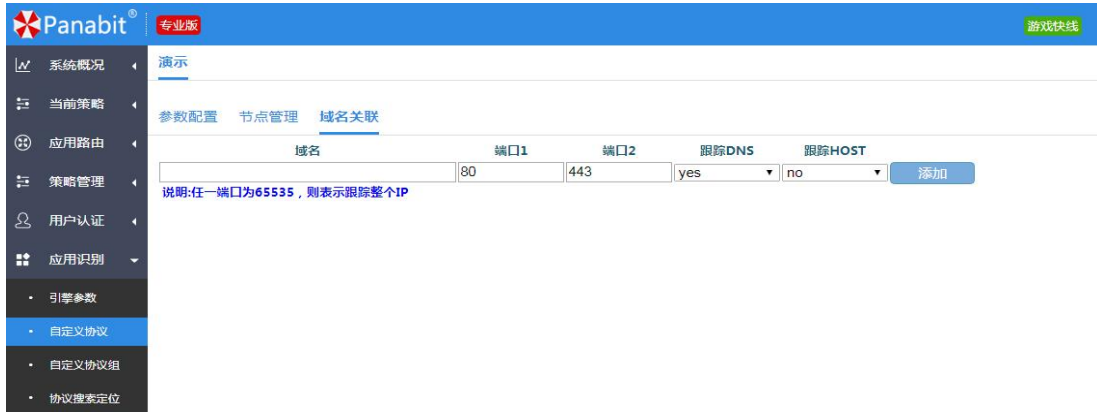 Panabit® 专业版 游戏快线
系统概况
当前策略
应用路由
策略管理
用户认证
应用识别
引擎参数
自定义协议
自定义协议组
协议搜索定位
演示
参数配置 节点管理 域名关联
域名 端口1 端口2 跟踪DNS 跟踪HOST
80 443 yes no 添加
说明:任一端口为65535，则表示跟踪整个IP